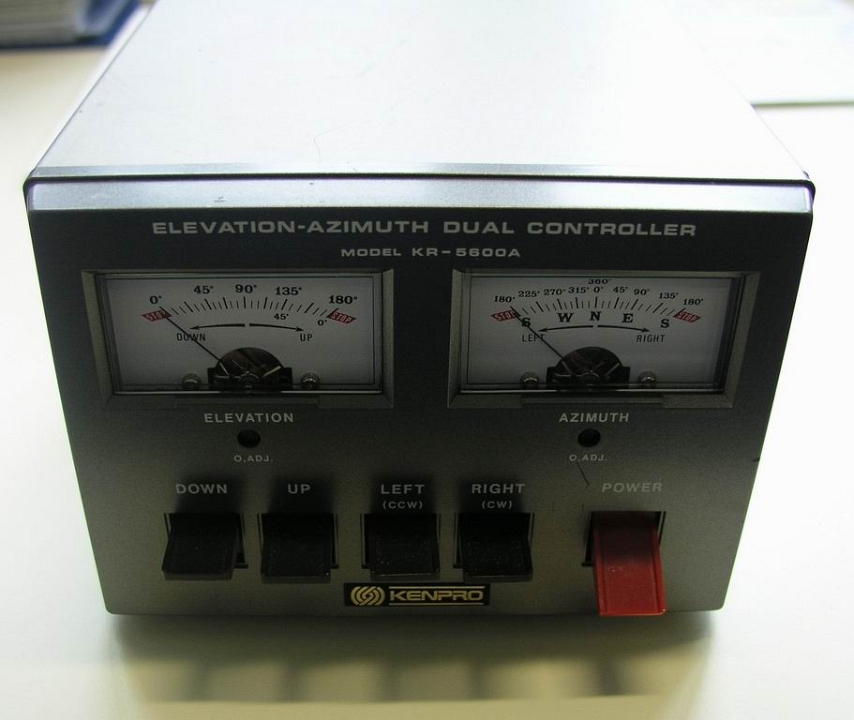 ELEVATION-AZIMUTH DUAL CONTROLLER
MODEL KR-5600A
0° 45° 90° 135° 180°
STOP 45° 0° STOP
DOWN UP
360°
180° 225° 270° 315° 0° 45° 90° 135° 180°
STOP S W N E S STOP
LEFT RIGHT
ELEVATION
AZIMUTH
O,ADJ.
O,ADJ.
DOWN
UP
LEFT
(CCW)
RIGHT
(CW)
POWER
KENPRO